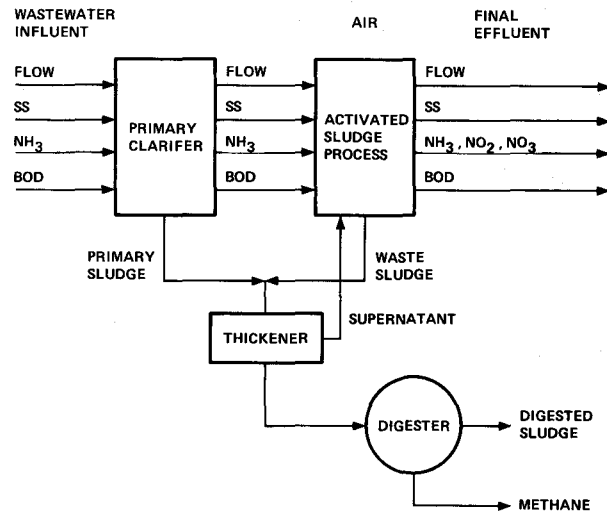 WASTEWATER
INFLUENT
AIR
FINAL
EFFLUENT
FLOW
FLOW
FLOW
SS
SS
SS
NH3
NH3
NH3, NO2, NO3
BOD
BOD
BOD
PRIMARY
CLARIFER
ACTIVATED
SLUDGE
PROCESS
PRIMARY
SLUDGE
WASTE
SLUDGE
THICKENER
SUPERNATANT
DIGESTER
DIGESTED
SLUDGE
METHANE